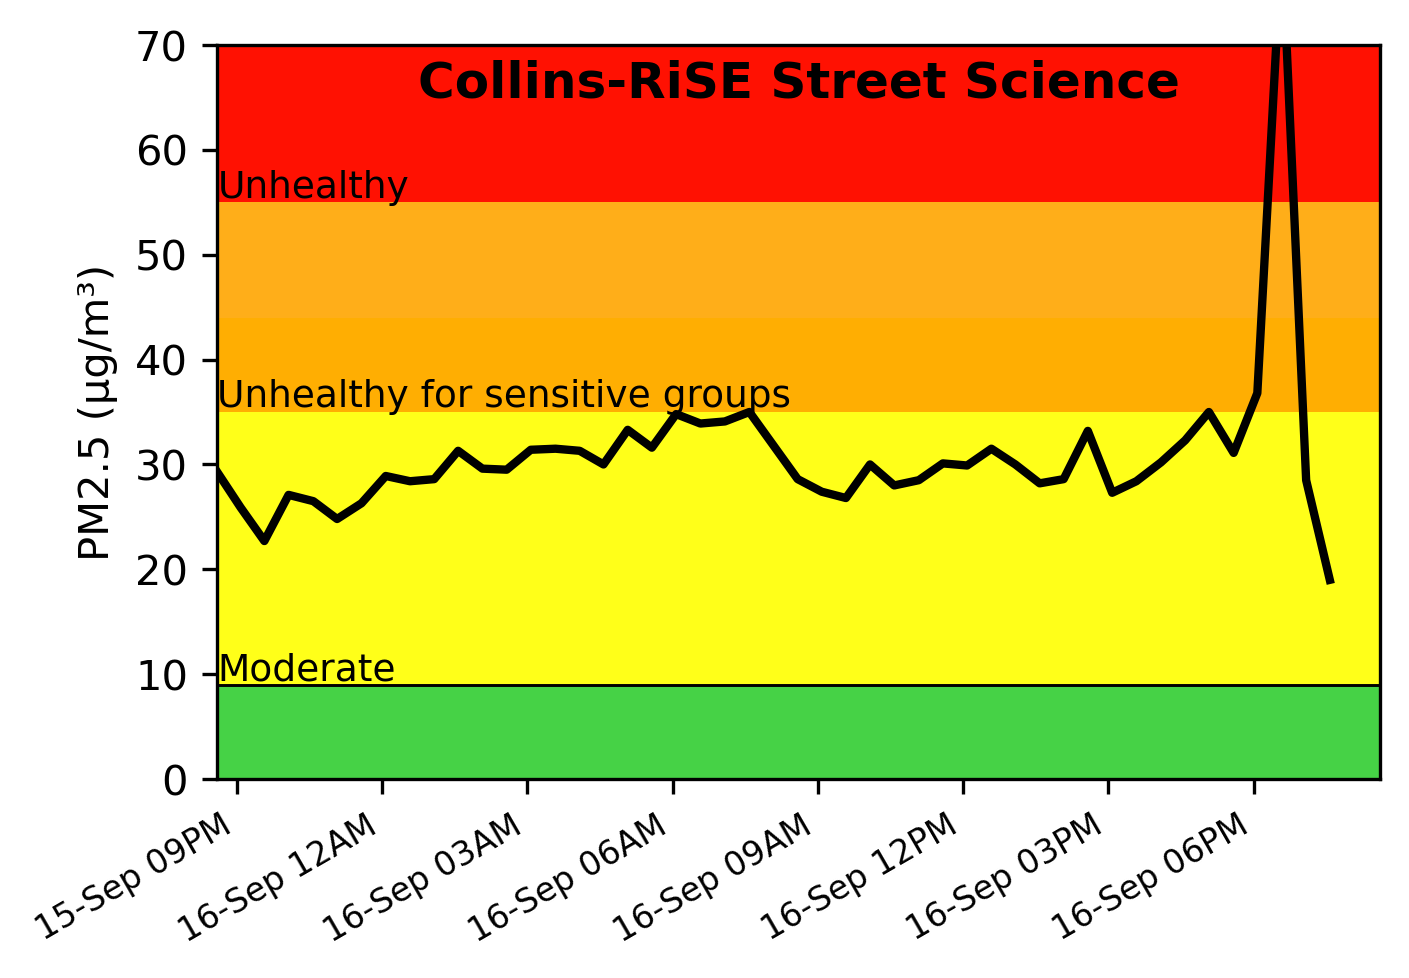 Collins-RiSE Street Science
70
60
Unhealthy
50
40
Unhealthy for sensitive groups
30
20
10
Moderate
0
PM2.5 (µg/m³)
15-Sep 09PM
16-Sep 12AM
16-Sep 03AM
16-Sep 06AM
16-Sep 09AM
16-Sep 12PM
16-Sep 03PM
16-Sep 06PM